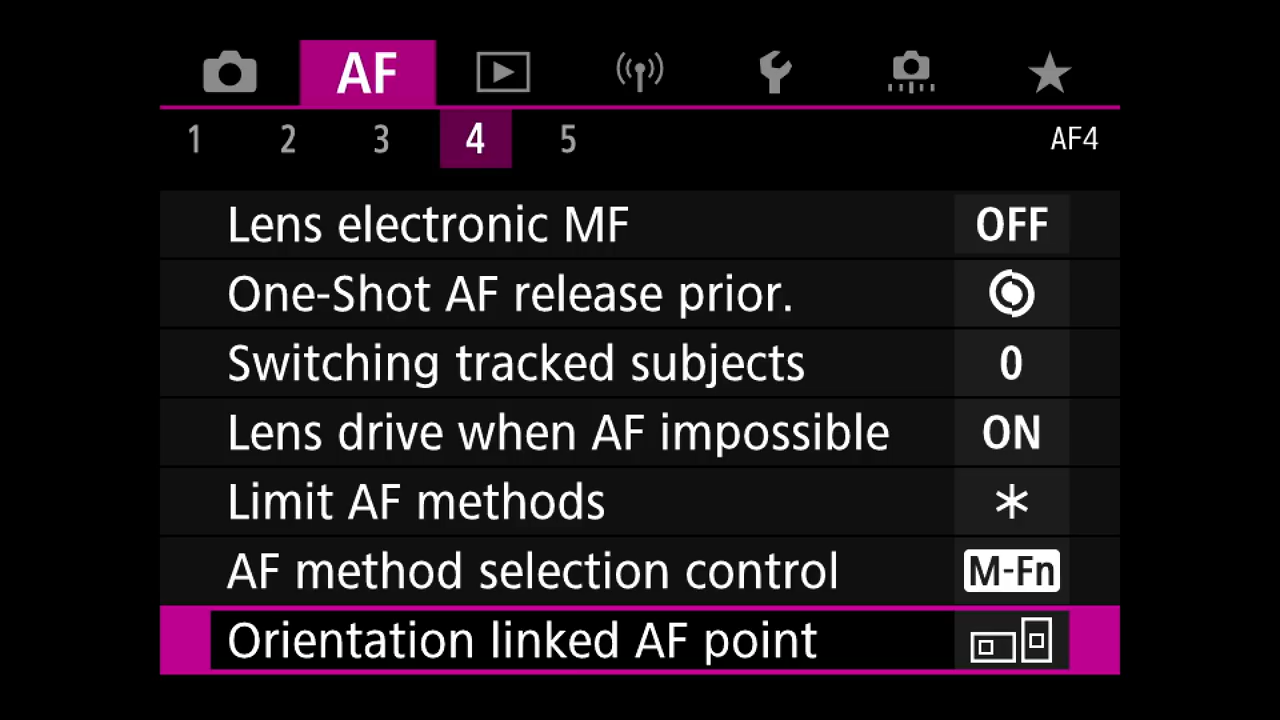 AF
1 2 3 4 5 AF4
Lens electronic MF OFF
One-Shot AF release prior.
Switching tracked subjects 0
Lens drive when AF impossible ON
Limit AF methods *
AF method selection control M-Fn
Orientation linked AF point